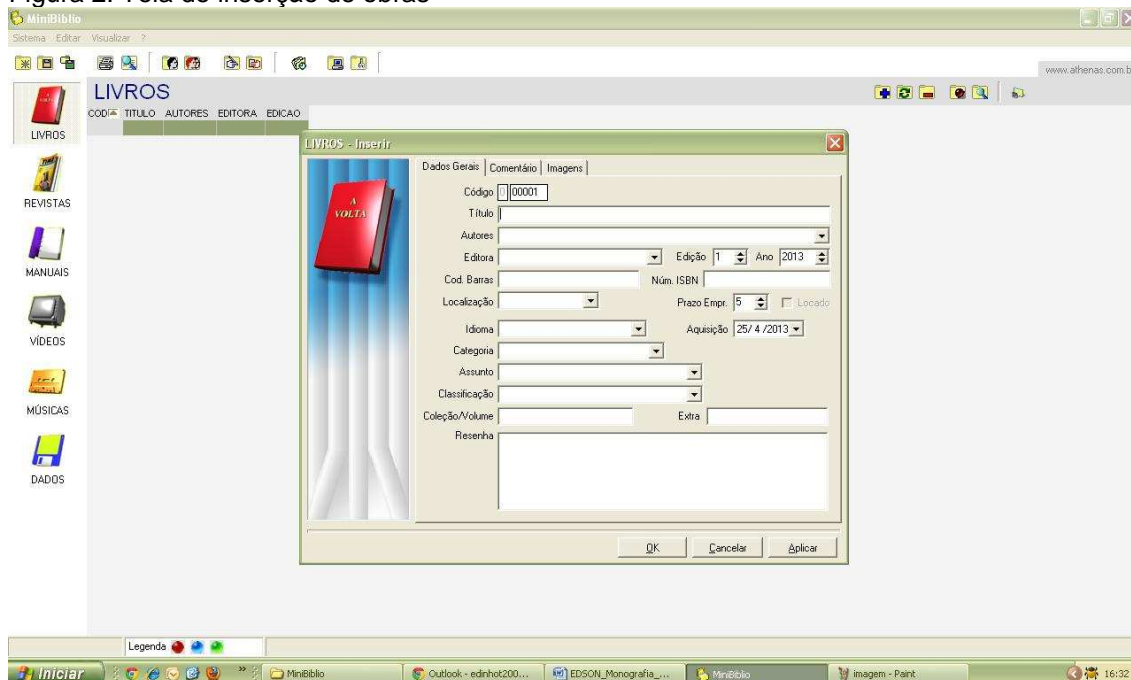 Figura 2: Tela de inserção de obras
MiniBiblio
Sistema Editar Visualizar ?
www.athenas.com.b
LIVROS
COD TITULO AUTORES EDITORA EDICAO
LIVROS
REVISTAS
MANUAIS
VÍDEOS
MÚSICAS
DADOS
LIVROS - Inserir
A
VOLTA
Dados Gerais Comentário Imagens
Código 0 00001
Título
Autores
Editora Edição 1 Ano 2013
Cod. Barras Núm. ISBN
Localização Prazo Empr. 5 Locado
Idioma Aquisição 25/ 4 /2013
Categoria
Assunto
Classificação
Coleção/Volume Extra
Resenha
OK Cancelar Aplicar
Legenda
Iniciar » MiniBiblio Outlook - edinhot200... EDSON_Monografia_... MiniBiblio imagem - Paint 16:32